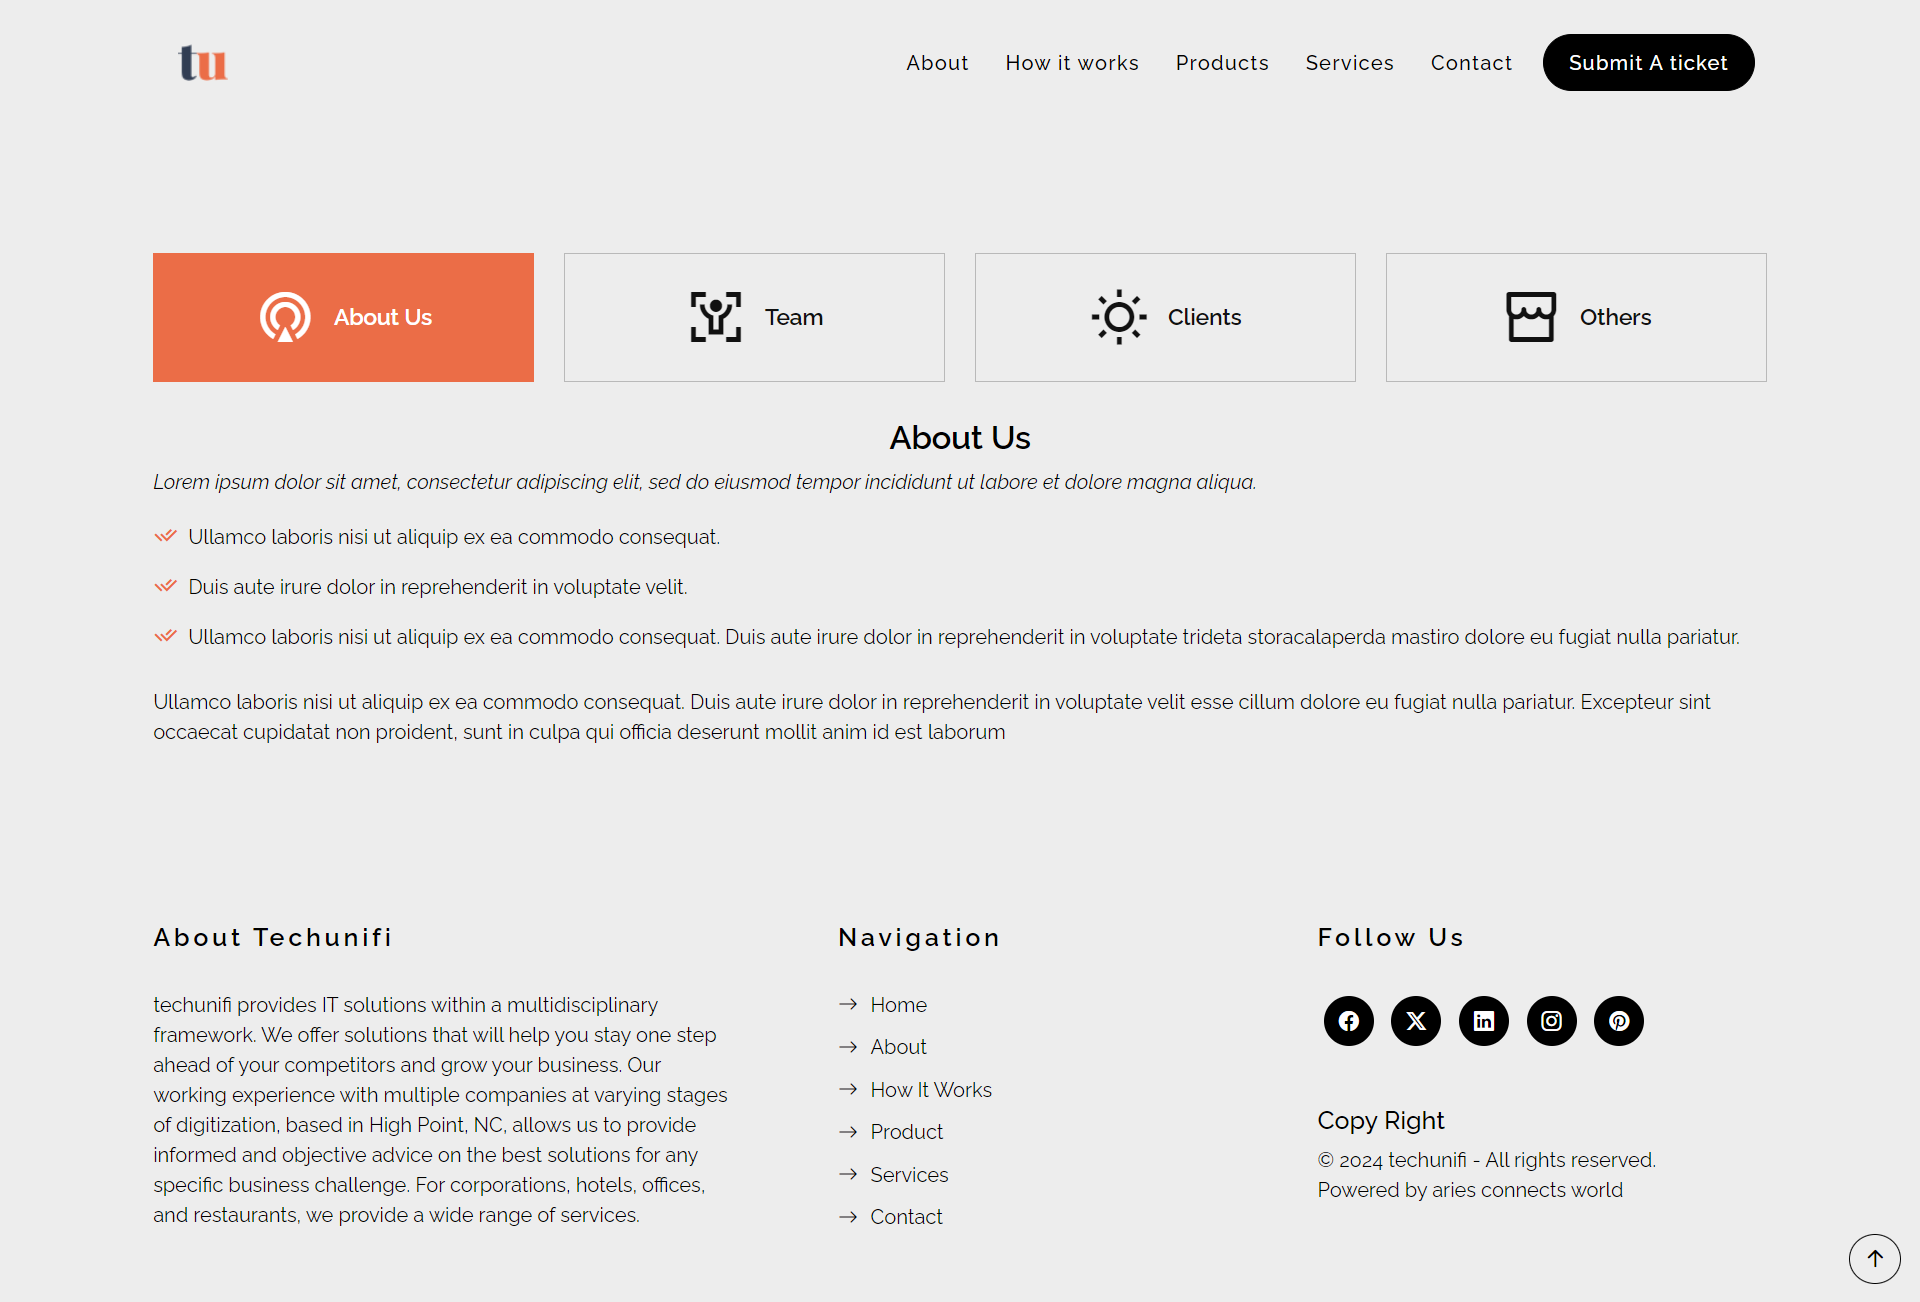 tu
About
How it works
Products
Services
Contact
Submit A ticket
About Us
Team
Clients
Others
About Us
Lorem ipsum dolor sit amet, consectetur adipiscing elit, sed do eiusmod tempor incididunt ut labore et dolore magna aliqua.
Ullamco laboris nisi ut aliquip ex ea commodo consequat.
Duis aute irure dolor in reprehenderit in voluptate velit.
Ullamco laboris nisi ut aliquip ex ea commodo consequat. Duis aute irure dolor in reprehenderit in voluptate trideta storacalaperda mastiro dolore eu fugiat nulla pariatur.
Ullamco laboris nisi ut aliquip ex ea commodo consequat. Duis aute irure dolor in reprehenderit in voluptate velit esse cillum dolore eu fugiat nulla pariatur. Excepteur sint
occaecat cupidatat non proident, sunt in culpa qui officia deserunt mollit anim id est laborum
About Techunifi
techunifi provides IT solutions within a multidisciplinary
framework. We offer solutions that will help you stay one step
ahead of your competitors and grow your business. Our
working experience with multiple companies at varying stages
of digitization, based in High Point, NC, allows us to provide
informed and objective advice on the best solutions for any
specific business challenge. For corporations, hotels, offices,
and restaurants, we provide a wide range of services.
Navigation
Home
About
How It Works
Product
Services
Contact
Follow Us
Copy Right
© 2024 techunifi - All rights reserved.
Powered by aries connects world